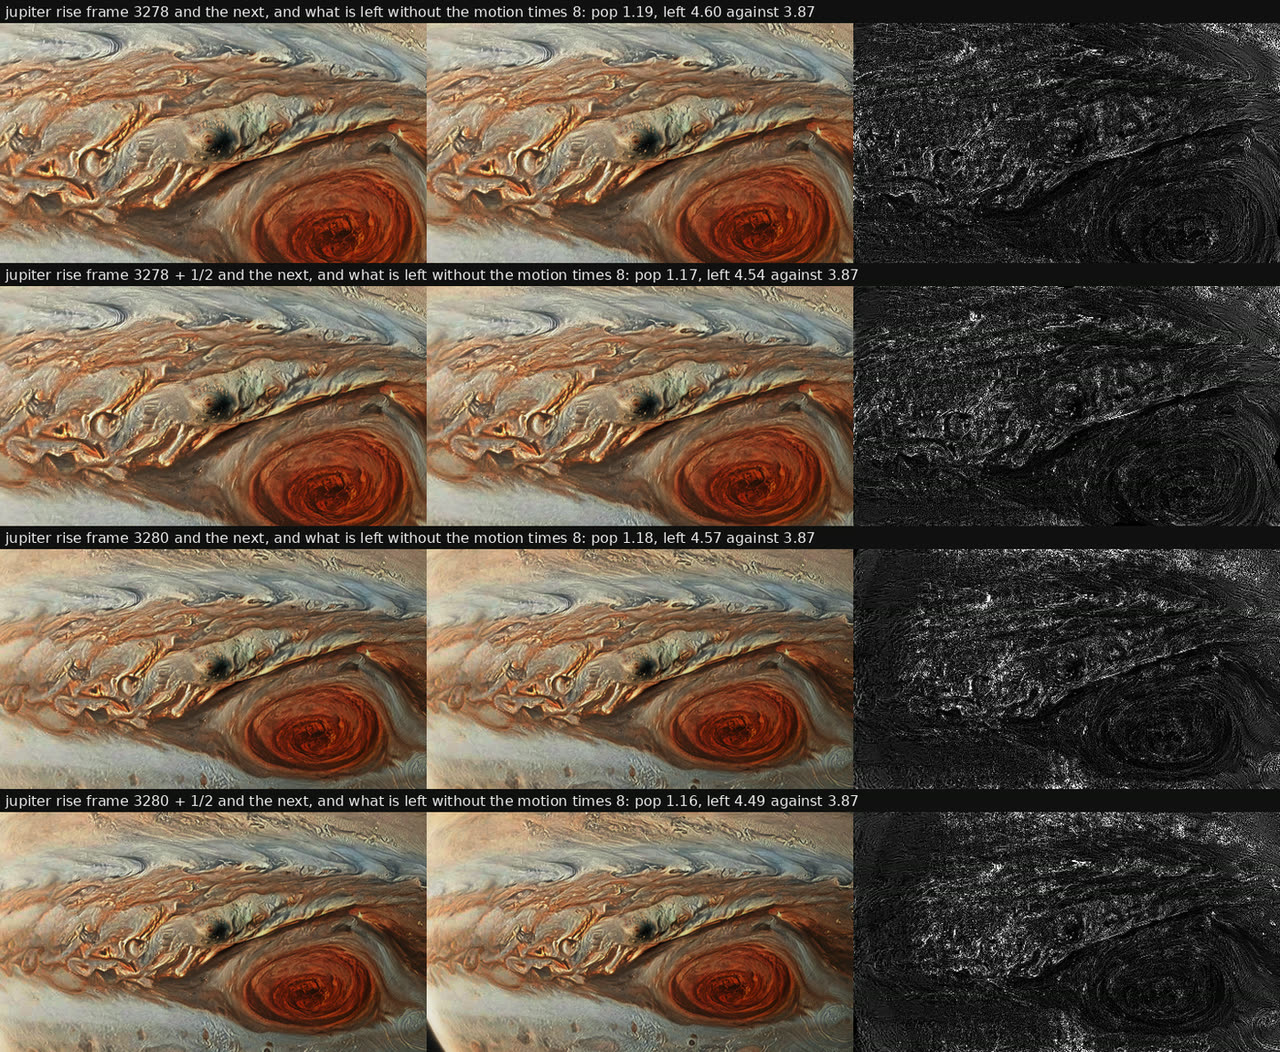 jupiter rise frame 3278 and the next, and what is left without the motion times 8: pop 1.19, left 4.60 against 3.87
jupiter rise frame 3278 + 1/2 and the next, and what is left without the motion times 8: pop 1.17, left 4.54 against 3.87
jupiter rise frame 3280 and the next, and what is left without the motion times 8: pop 1.18, left 4.57 against 3.87
jupiter rise frame 3280 + 1/2 and the next, and what is left without the motion times 8: pop 1.16, left 4.49 against 3.87